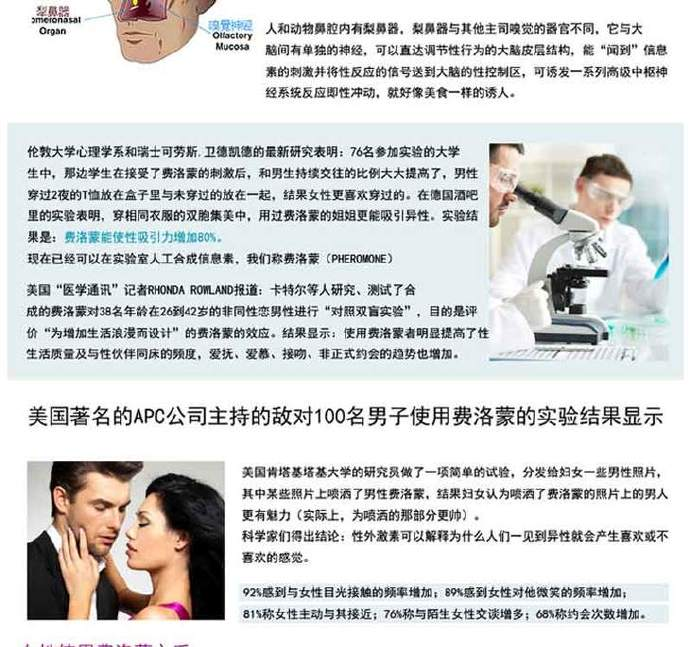 梨鼻器
omeronasal
Organ
嗅觉神经
Olfactory
Mucosa
人和动物鼻腔内有梨鼻器，梨鼻器与其他主司嗅觉的器官不同，它与大
脑间有单独的神经，可以直达调节性行为的大脑皮层结构，能“闻到”信息
素的刺激并将性反应的信号送到大脑的性控制区，可诱发一系列高级中枢神
经系统反应即性冲动，就好像美食一样的诱人。
伦敦大学心理学系和瑞士可劳斯.卫德凯德的最新研究表明：76名参加实验的大学
生中，那边学生在接受了费洛蒙的刺激后，和男生持续交往的比例大大提高了，男性
穿过2夜的T恤放在盒子里与未穿过的放在一起，结果女性更喜欢穿过的。在德国酒吧
里的实验表明，穿相同衣服的双胞集美中，用过费洛蒙的姐姐更能吸引异性。实验结
果是：费洛蒙能使性吸引力增加80%。
现在已经可以在实验室人工合成信息素，我们称费洛蒙（PHEROMONE）
美国“医学通讯”记者RHONDA ROWLAND报道：卡特尔等人研究、测试了合
成的费洛蒙对38名年龄在26到42岁的非同性恋男性进行“对照双盲实验”，目的是评
价“为增加生活浪漫而设计”的费洛蒙的效应。结果显示：使用费洛蒙者明显提高了性
生活质量及与性伙伴同床的频度，爱抚、爱慕、接吻、非正式约会的趋势也增加。
美国著名的APC公司主持的敌对100名男子使用费洛蒙的实验结果显示
美国肯塔基塔基大学的研究员做了一项简单的试验，分发给妇女一些男性照片，
其中某些照片上喷洒了男性费洛蒙，结果妇女认为喷洒了费洛蒙的照片上的男人
更有魅力（实际上，为喷洒的那部分更帅）。
科学家们得出结论：性外激素可以解释为什么人们一见到异性就会产生喜欢或不
喜欢的感觉。
92%感到与女性目光接触的频率增加；89%感到女性对他微笑的频率增加；
81%称女性主动与其接近；76%称与陌生女性交谈增多；68%称约会次数增加。